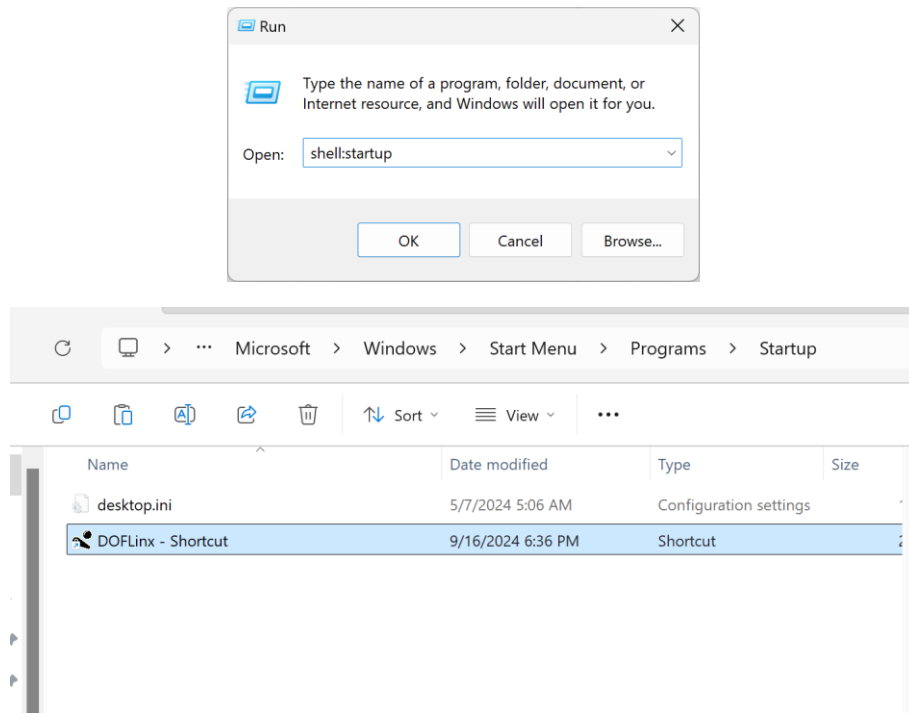 Run
Type the name of a program, folder, document, or
Internet resource, and Windows will open it for you.
Open: shell:startup
OK Cancel Browse...
> ... Microsoft > Windows > Start Menu > Programs > Startup
Sort View ...
Name Date modified Type Size
desktop.ini 5/7/2024 5:06 AM Configuration settings
DOFLinx - Shortcut 9/16/2024 6:36 PM Shortcut